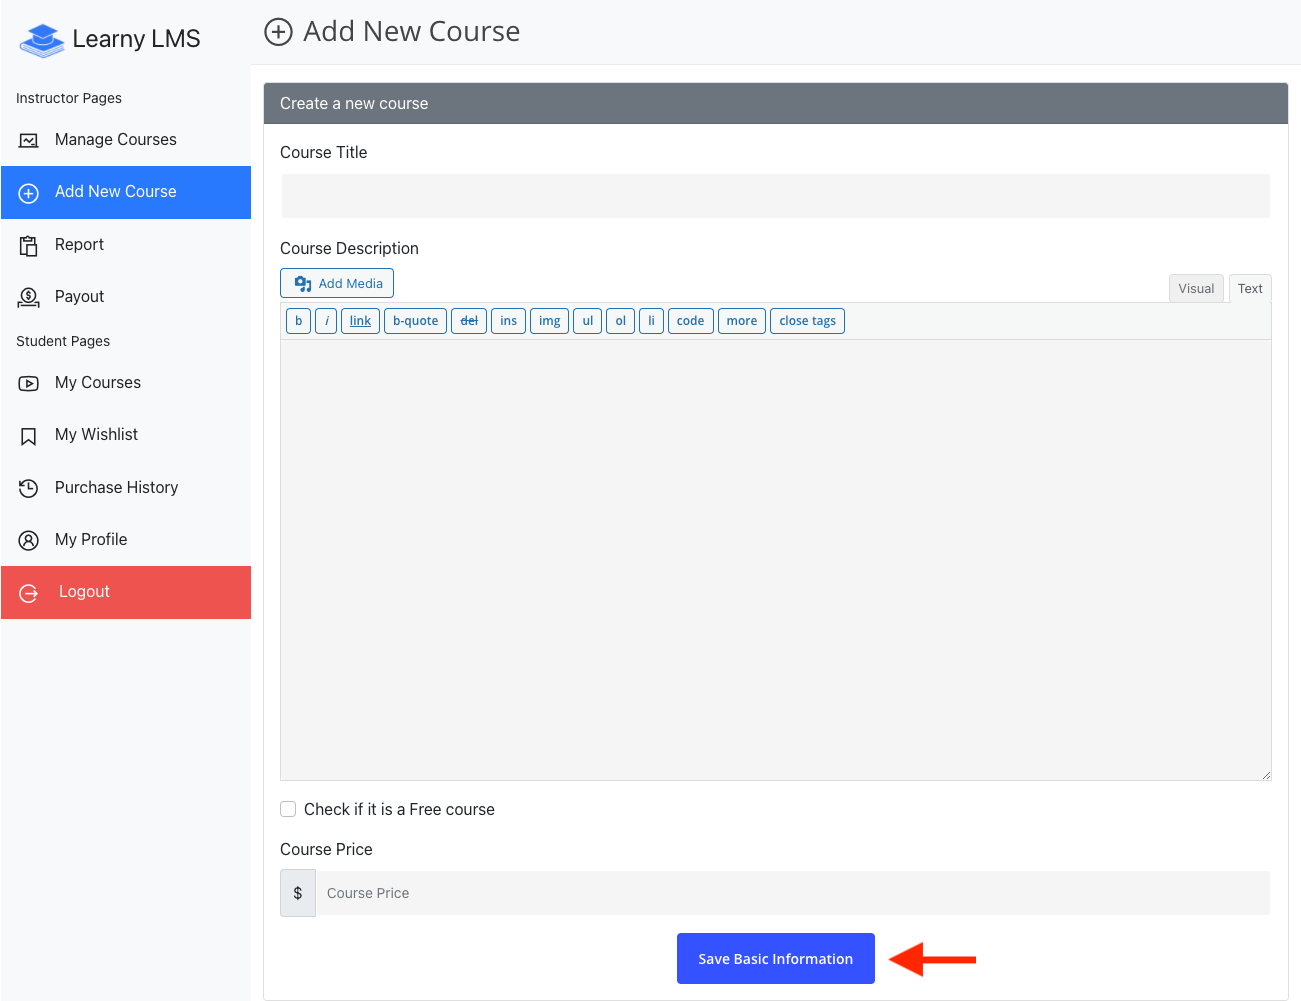 Learny LMS
Instructor Pages
Manage Courses
Add New Course
Report
Payout
Student Pages
My Courses
My Wishlist
Purchase History
My Profile
Logout
Add New Course
Create a new course
Course Title
Course Description
Add Media
Visual Text
b i link b-quote del ins img ul ol li code more close tags
Check if it is a Free course
Course Price
$ Course Price
Save Basic Information